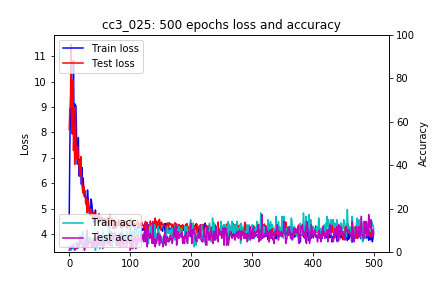 cc3_025: 500 epochs loss and accuracy
Train loss
Test loss
Train acc
Test acc
Loss
11
10
9
8
7
6
5
4
0 100 200 300 400 500
Accuracy
100
80
60
40
20
0